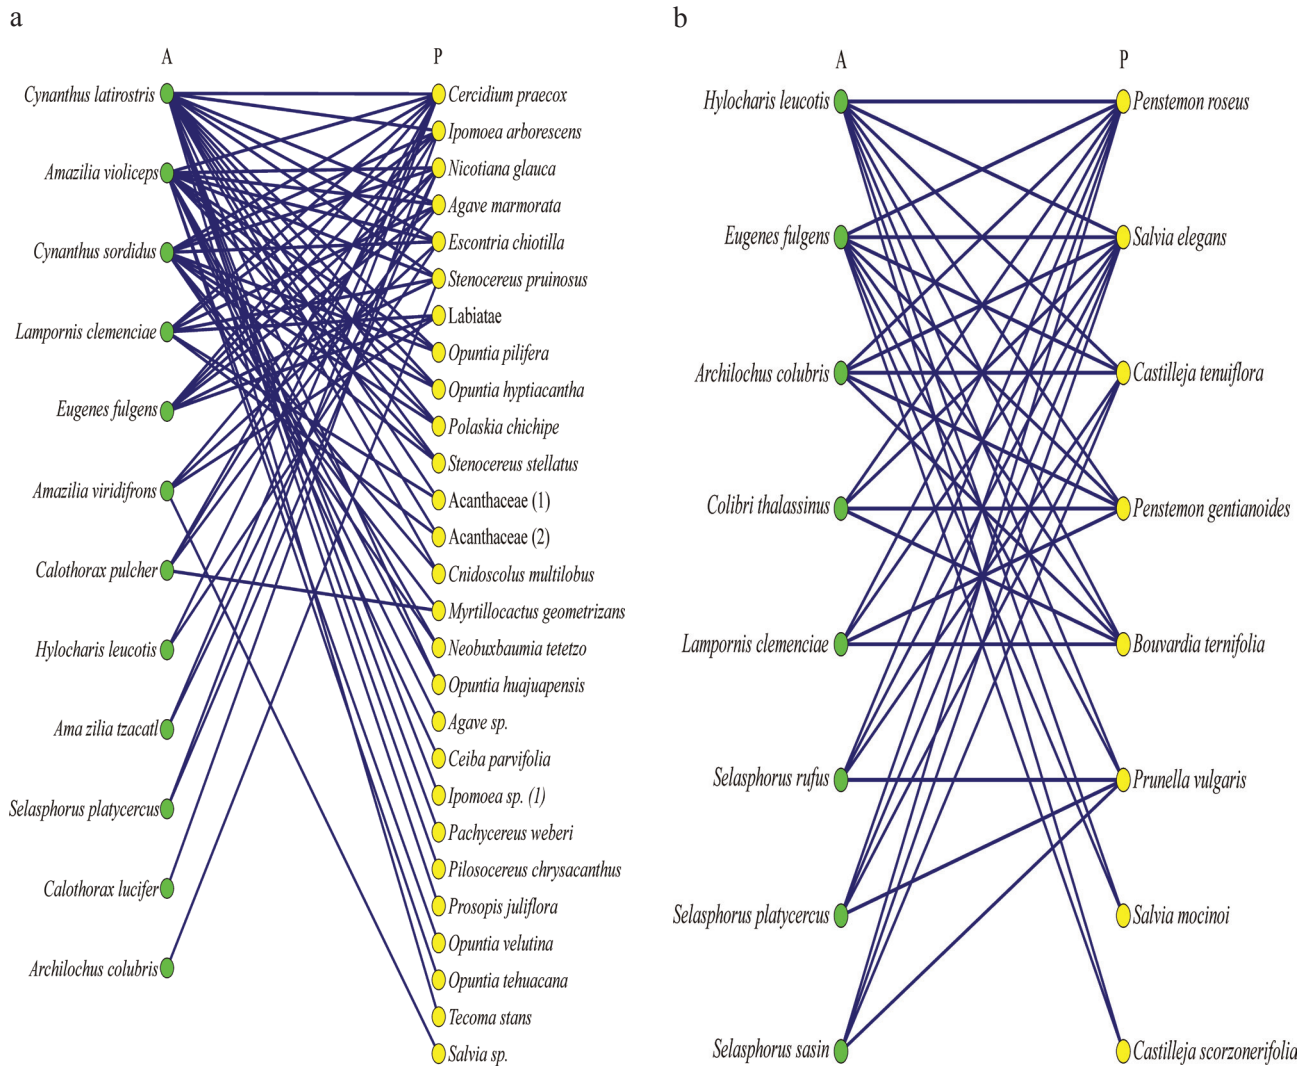 a
A
P
Cynanthus latirostris
Amazilia violiceps
Cynanthus sordidus
Lampornis clemenciae
Eugenes fulgens
Amazilia viridifrons
Calothorax pulcher
Hylocharis leucotis
Ama zilia tzacatl
Selasphorus platycercus
Calothorax lucifer
Archilochus colubris
Cercidium praecox
Ipomoea arborescens
Nicotiana glauca
Agave marmorata
Escontria chiotilla
Stenocereus pruinosus
Labiatae
Opuntia pilifera
Opuntia hyptiacantha
Polaskia chichipe
Stenocereus stellatus
Acanthaceae (1)
Acanthaceae (2)
Cnidoscolus multilobus
Myrtillocactus geometrizans
Neobuxbaumia tetetzo
Opuntia huajuapensis
Agave sp.
Ceiba parvifolia
Ipomoea sp. (1)
Pachycereus weberi
Pilosocereus chrysacanthus
Prosopis juliflora
Opuntia velutina
Opuntia tehuacana
Tecoma stans
Salvia sp.
b
A
P
Hylocharis leucotis
Eugenes fulgens
Archilochus colubris
Colibri thalassinus
Lampornis clemenciae
Selasphorus rufus
Selasphorus platycercus
Selasphorus sasin
Penstemon roseus
Salvia elegans
Castilleja tenuiflora
Penstemon gentianoides
Bouvardia ternifolia
Prunella vulgaris
Salvia mocinoi
Castilleja scorzonerifolia